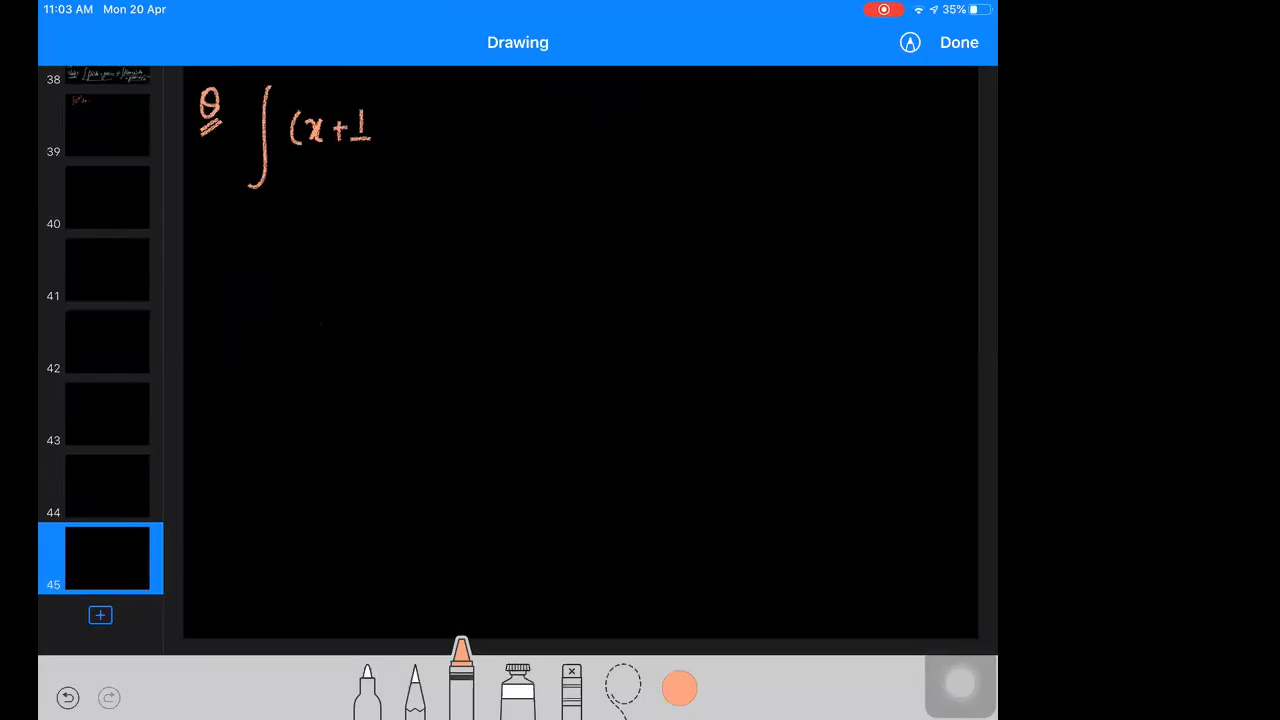 11:03 AM Mon 20 Apr
35%
Drawing
Done
38
39
40
41
42
43
44
45
Q ∫ (x + 1